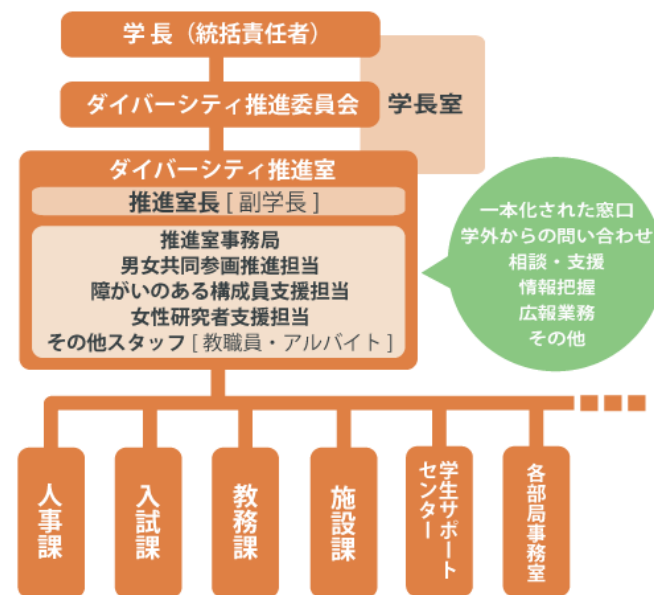 学長（統括責任者）
ダイバーシティ推進委員会
学長室
ダイバーシティ推進室
推進室長 [ 副学長 ]
推進室事務局
男女共同参画推進担当
障がいのある構成員支援担当
女性研究者支援担当
その他スタッフ [ 教職員・アルバイト ]
一本化された窓口
学外からの問い合わせ
相談・支援
情報把握
広報業務
その他
人事課
入試課
教務課
施設課
学生サポート
センター
各部局事務室